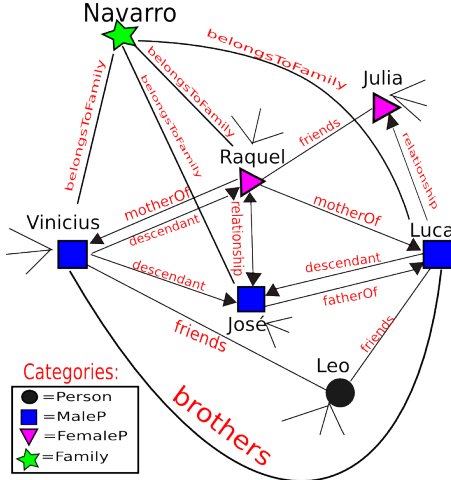 Navarro
belongsToFamily
belongsToFamily
belongsToFamily
belongsToFamily
Julia
friends
relationship
Raquel
motherOf
descendant
motherOf
relationship
Vinicius
Luca
descendant
descendant
fatherOf
José
friends
friends
Leo
brothers
Categories:
=Person
=MaleP
=FemaleP
=Family